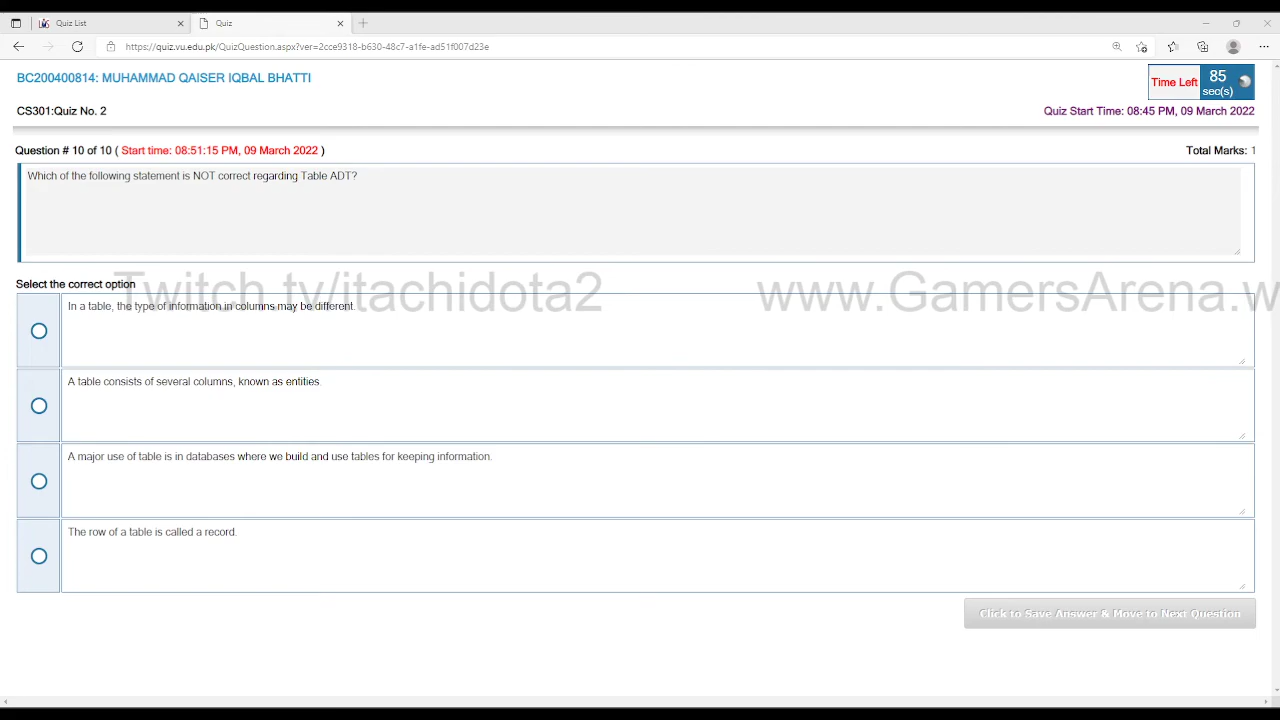 Quiz List
Quiz
https://quiz.vu.edu.pk/QuizQuestion.aspx?ver=2cce9318-b630-48c7-a1fe-ad51f007d23e
BC200400814: MUHAMMAD QAISER IQBAL BHATTI
Time Left 85 sec(s)
CS301:Quiz No. 2
Quiz Start Time: 08:45 PM, 09 March 2022
Question # 10 of 10 ( Start time: 08:51:15 PM, 09 March 2022 )
Total Marks: 1
Which of the following statement is NOT correct regarding Table ADT?
Select the correct option
Twitch.tv/itachidota2
www.GamersArena.w
In a table, the type of information in columns may be different.
A table consists of several columns, known as entities.
A major use of table is in databases where we build and use tables for keeping information.
The row of a table is called a record.
Click to Save Answer & Move to Next Question